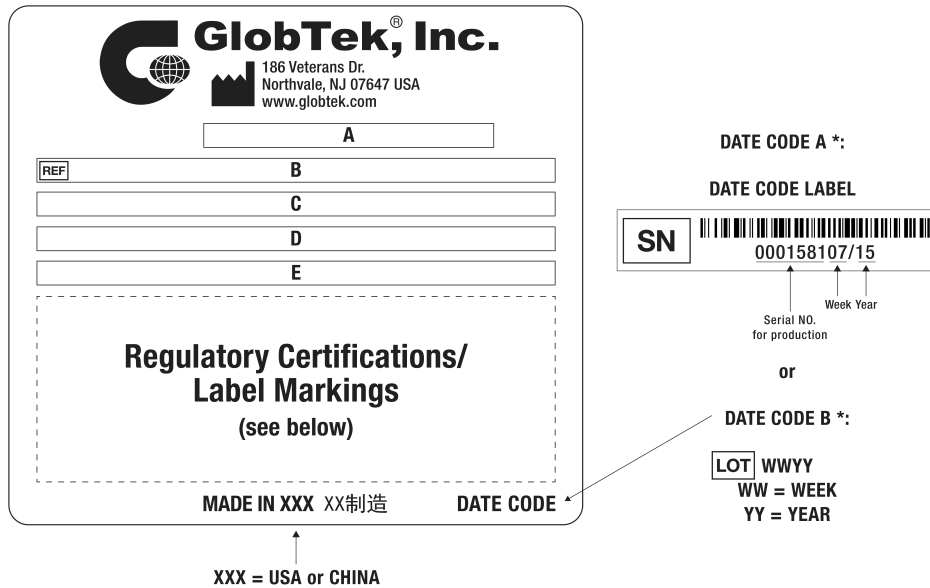 GlobTek, Inc.®
186 Veterans Dr.
Northvale, NJ 07647 USA
www.globtek.com
A
REF B
C
D
E
Regulatory Certifications/
Label Markings
(see below)
MADE IN XXX XX制造 DATE CODE
XXX = USA or CHINA
DATE CODE A *:
DATE CODE LABEL
SN
00015810​7/15
Week Year
Serial NO.
for production
or
DATE CODE B *:
LOT WWYY
WW = WEEK
YY = YEAR